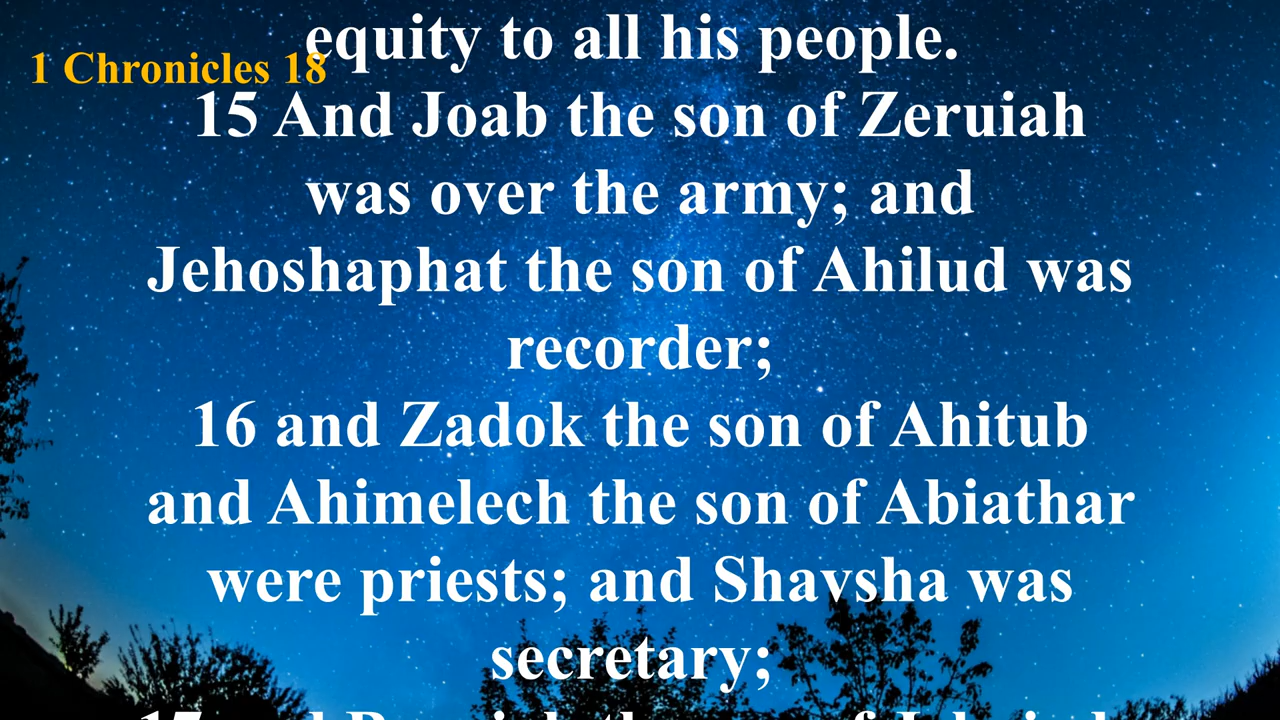 equity to all his people.
1 Chronicles 18
15 And Joab the son of Zeruiah
was over the army; and
Jehoshaphat the son of Ahilud was
recorder;
16 and Zadok the son of Ahitub
and Ahimelech the son of Abiathar
were priests; and Shavsha was
secretary;